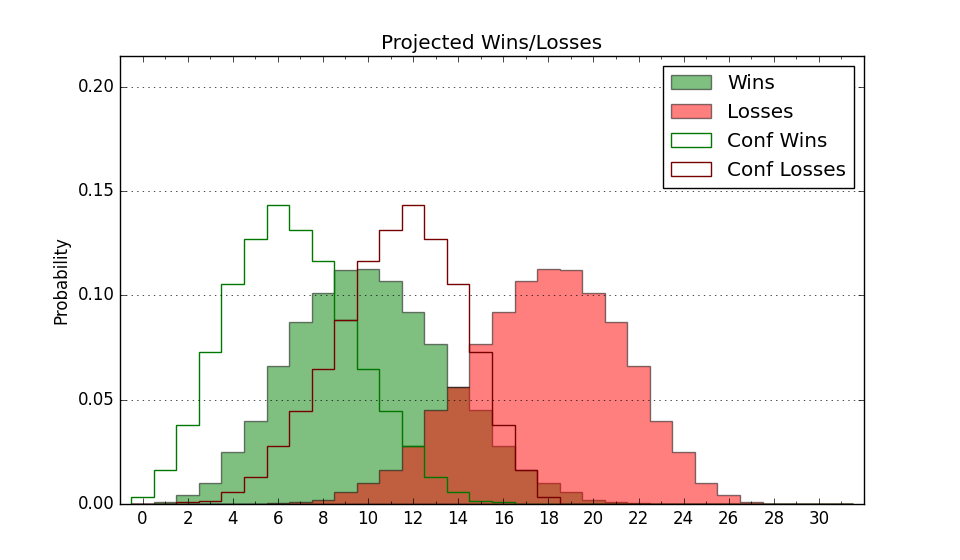 Projected Wins/Losses
0.20
0.15
0.10
0.05
0.00
Probability
Wins
Losses
Conf Wins
Conf Losses
0 2 4 6 8 10 12 14 16 18 20 22 24 26 28 30